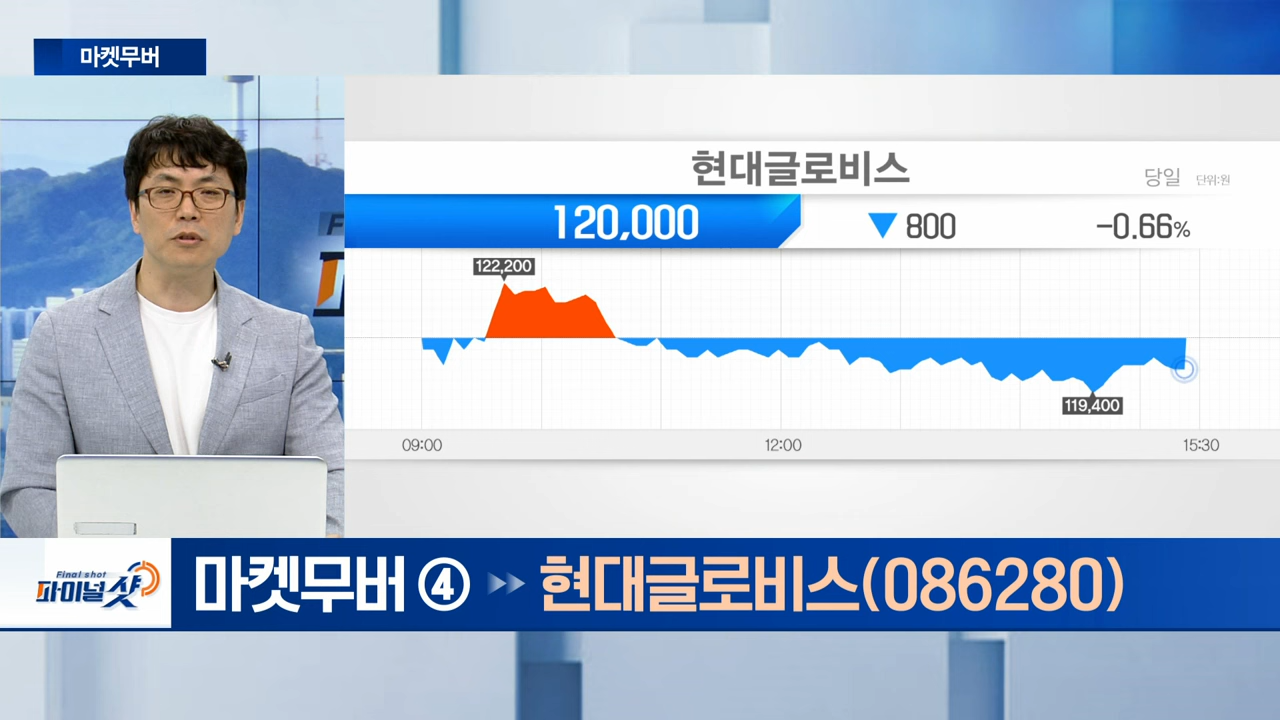 마켓무버
현대글로비스
당일 단위:원
120,000 ▼ 800 -0.66%
122,200
119,400
09:00 12:00 15:30
Final shot
파이널샷
마켓무버 ④ 현대글로비스(086280)